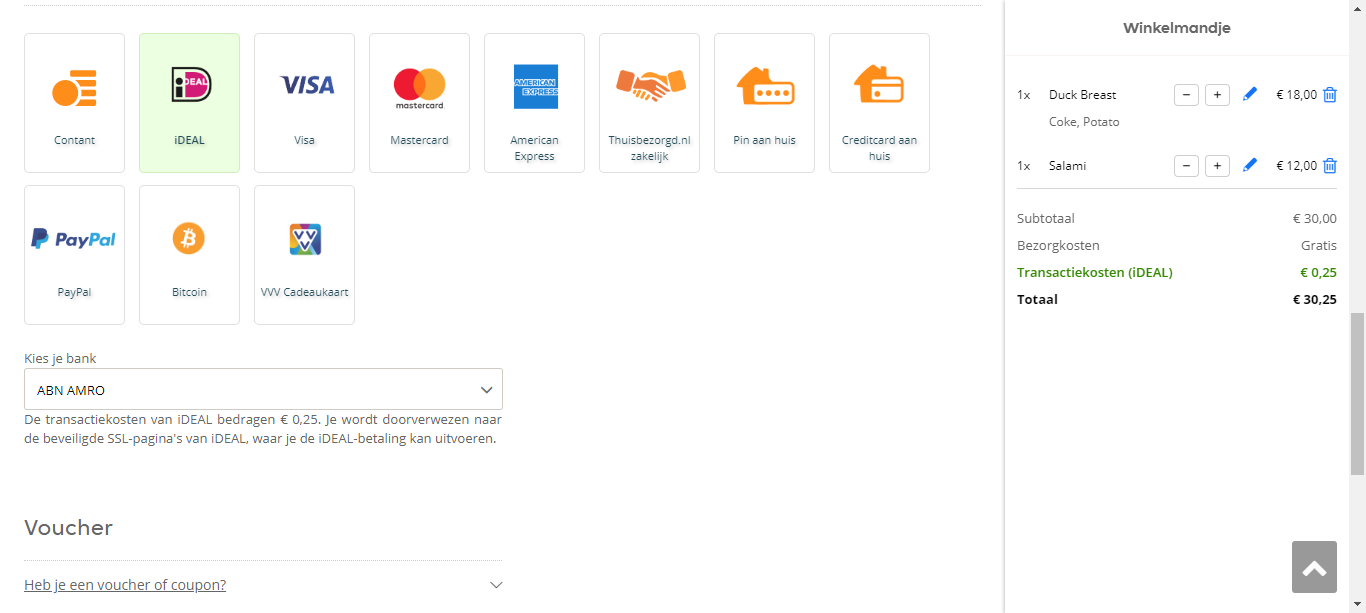 iDEAL
VISA
mastercard.
AMERICAN
EXPRESS
Contant
iDEAL
Visa
Mastercard
American
Express
Thuisbezorgd.nl
zakelijk
Pin aan huis
Creditcard aan
huis
PayPal
VVV
PayPal
Bitcoin
VVV Cadeaukaart
Kies je bank
ABN AMRO
De transactiekosten van iDEAL bedragen € 0,25. Je wordt doorverwezen naar
de beveiligde SSL-pagina's van iDEAL, waar je de iDEAL-betaling kan uitvoeren.
Voucher
Heb je een voucher of coupon?
Winkelmandje
1x Duck Breast − + € 18,00
Coke, Potato
1x Salami − + € 12,00
Subtotaal € 30,00
Bezorgkosten Gratis
Transactiekosten (iDEAL) € 0,25
Totaal € 30,25